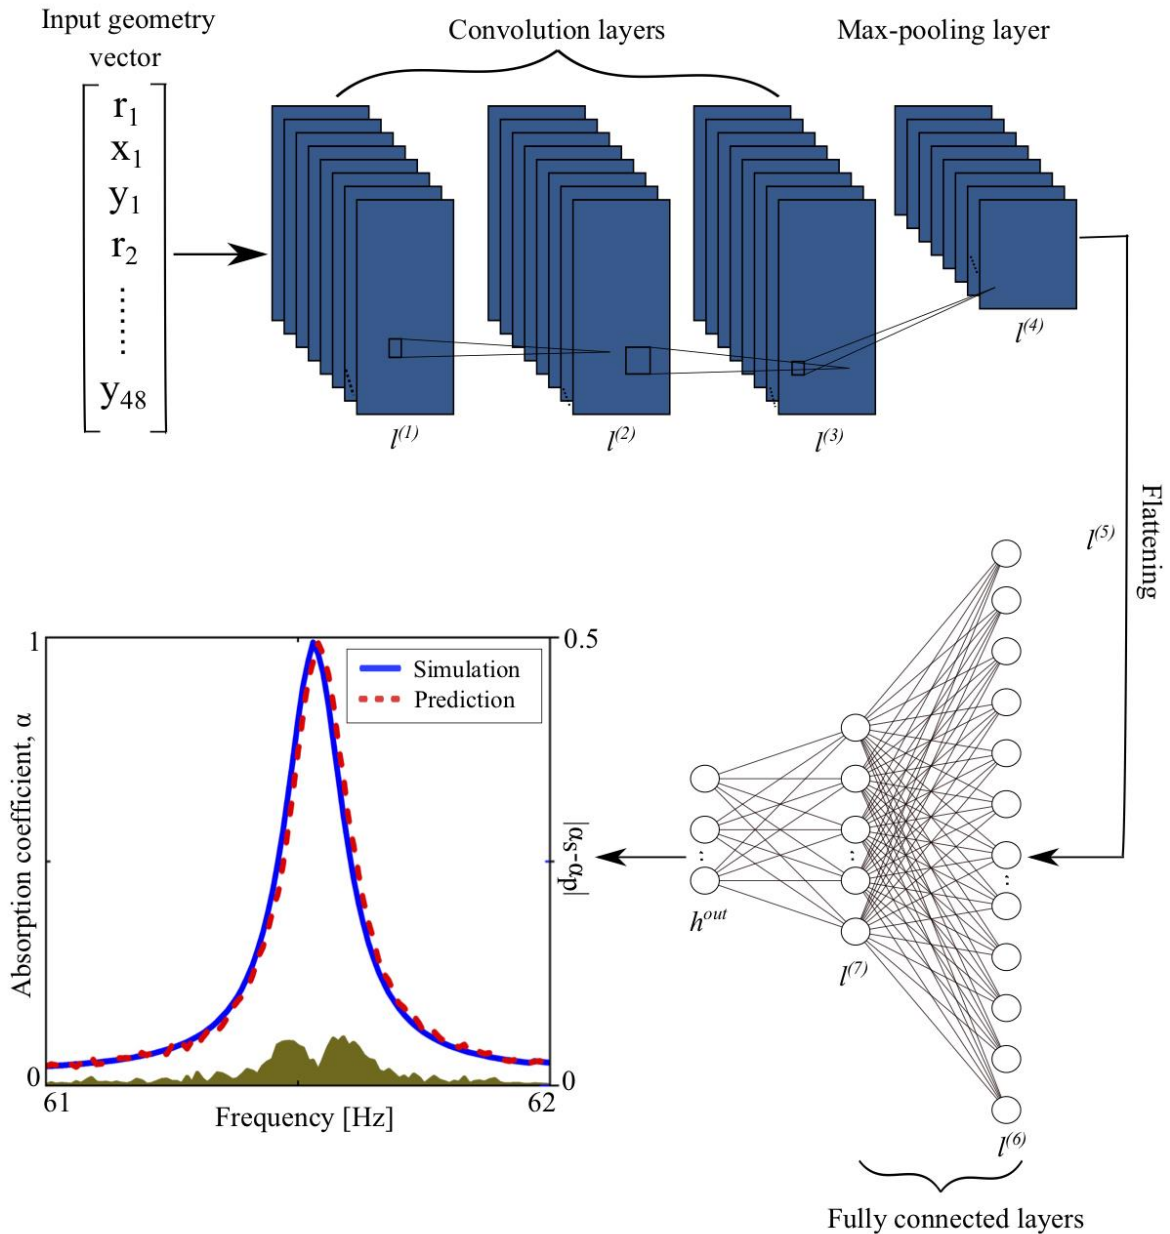 Input geometry
vector
r₁
x₁
y₁
r₂
y₄₈
Convolution layers
Max-pooling layer
l⁽¹⁾
l⁽²⁾
l⁽³⁾
l⁽⁴⁾
Flattening
l⁽⁵⁾
l⁽⁶⁾
l⁽⁷⁾
hᵒᵘᵗ
Fully connected layers
1
0.5
Simulation
Prediction
Absorption coefficient, α
|αs-αp|
0
0
61
62
Frequency [Hz]